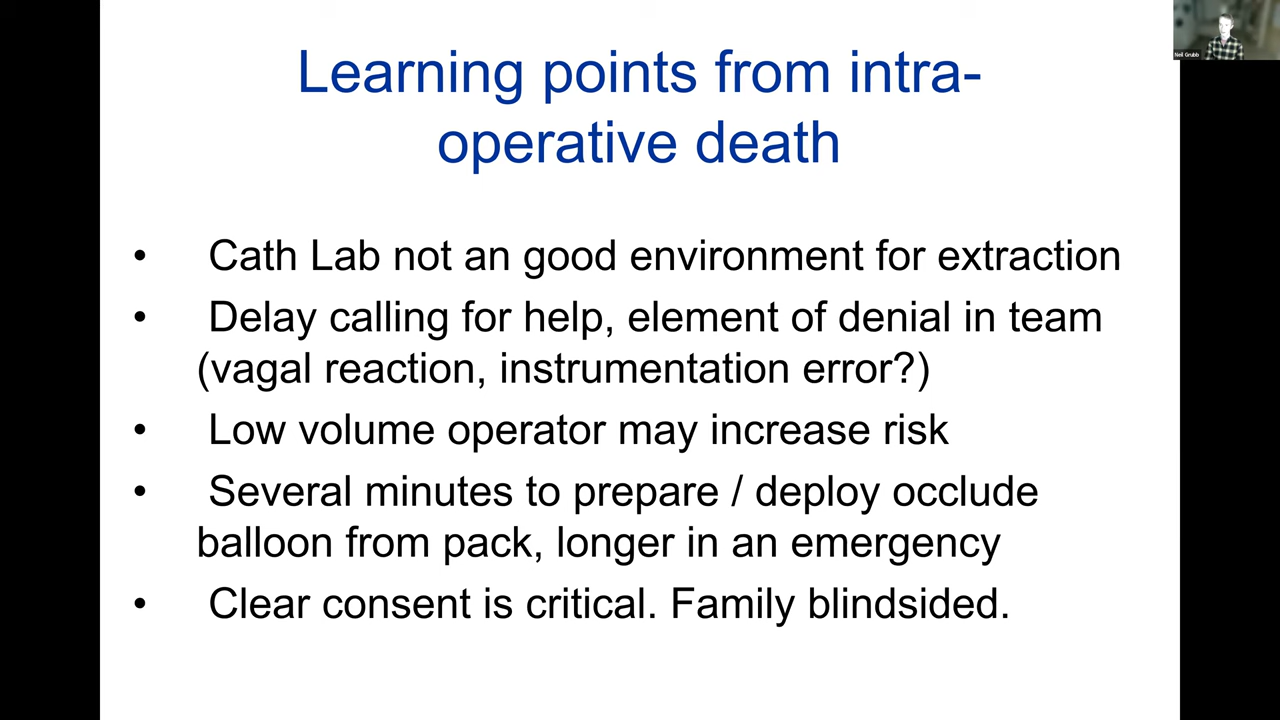 Neil Grubb
Learning points from intra-
operative death
• Cath Lab not an good environment for extraction
• Delay calling for help, element of denial in team
(vagal reaction, instrumentation error?)
• Low volume operator may increase risk
• Several minutes to prepare / deploy occlude
balloon from pack, longer in an emergency
• Clear consent is critical. Family blindsided.